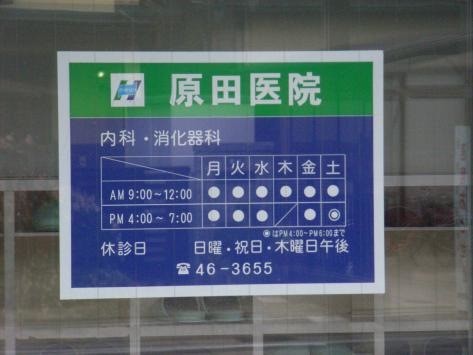 原田医院
内科・消化器科
月 火 水 木 金 土
AM 9:00～12:00 ● ● ● ● ● ●
PM 4:00～ 7:00 ● ● ● ／ ● ◉
◉はPM4:00～PM6:00まで
休診日 日曜・祝日・木曜日午後
☎46-3655